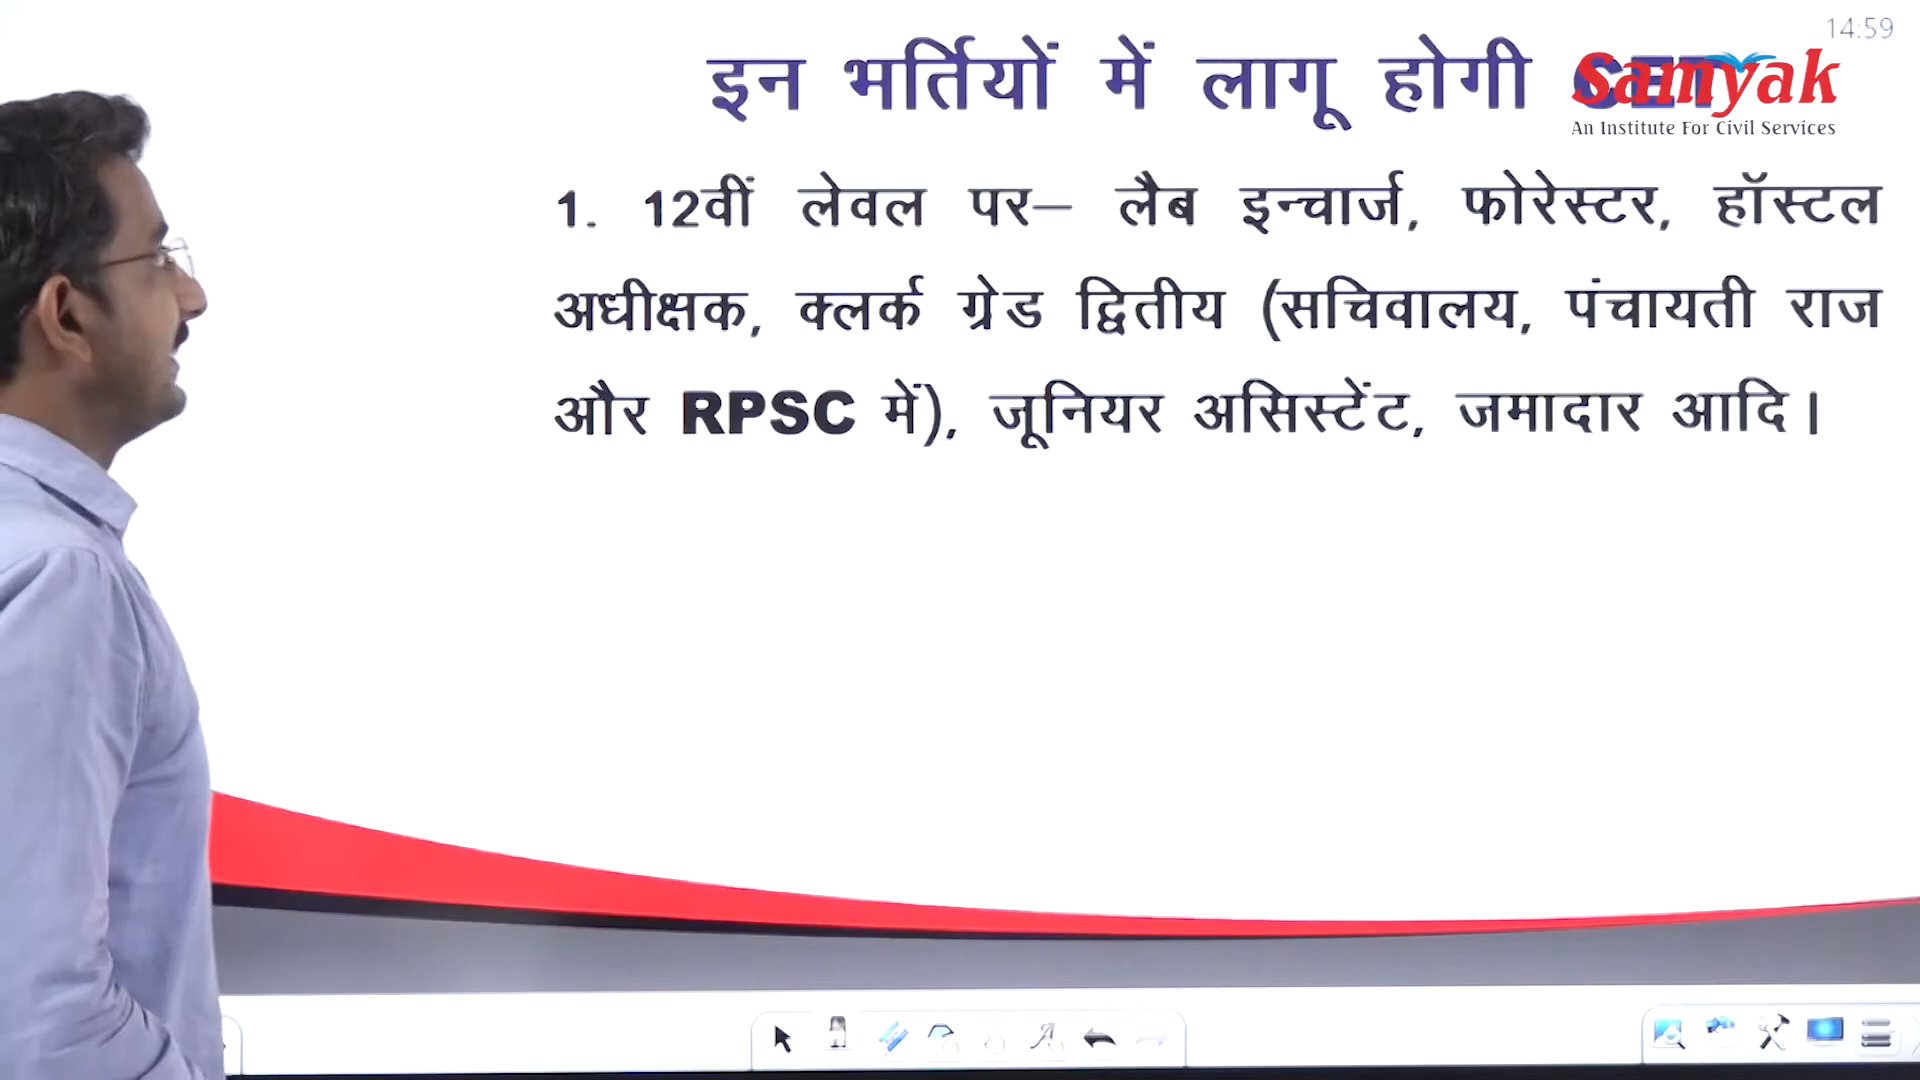 14:59
इन भर्तियों में लागू होगी
Samyak
An Institute For Civil Services
1. 12वीं लेवल पर– लैब इन्चार्ज, फोरेस्टर, हॉस्टल
अधीक्षक, क्लर्क ग्रेड द्वितीय (सचिवालय, पंचायती राज
और RPSC में), जूनियर असिस्टेंट, जमादार आदि।